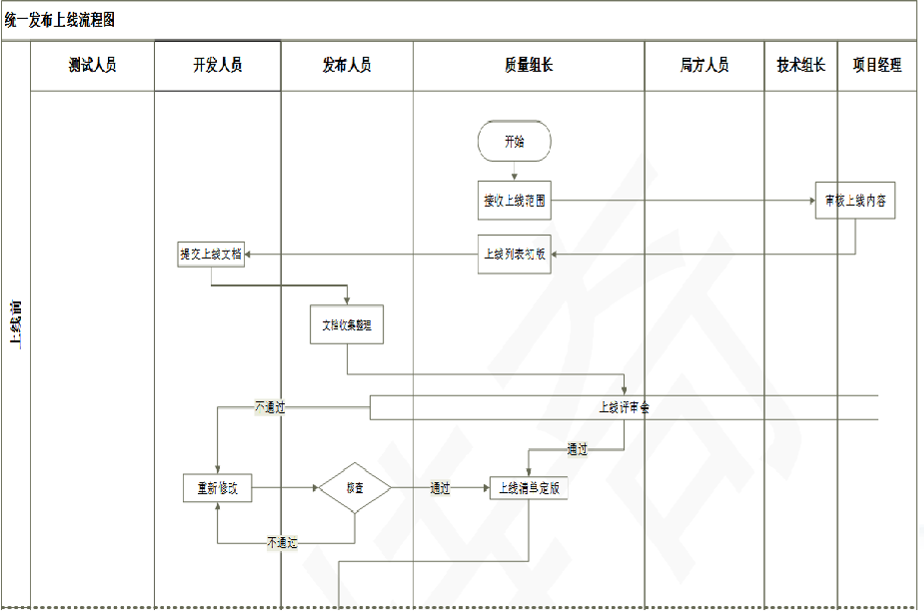 统一发布上线流程图
测试人员
开发人员
发布人员
质量组长
局方人员
技术组长
项目经理
上线前
开始
接收上线范围
审核上线内容
提交上线文档
上线列表初版
文档收集整理
不通过
上线评审会
通过
重新修改
核查
通过
上线清单定版
不通过